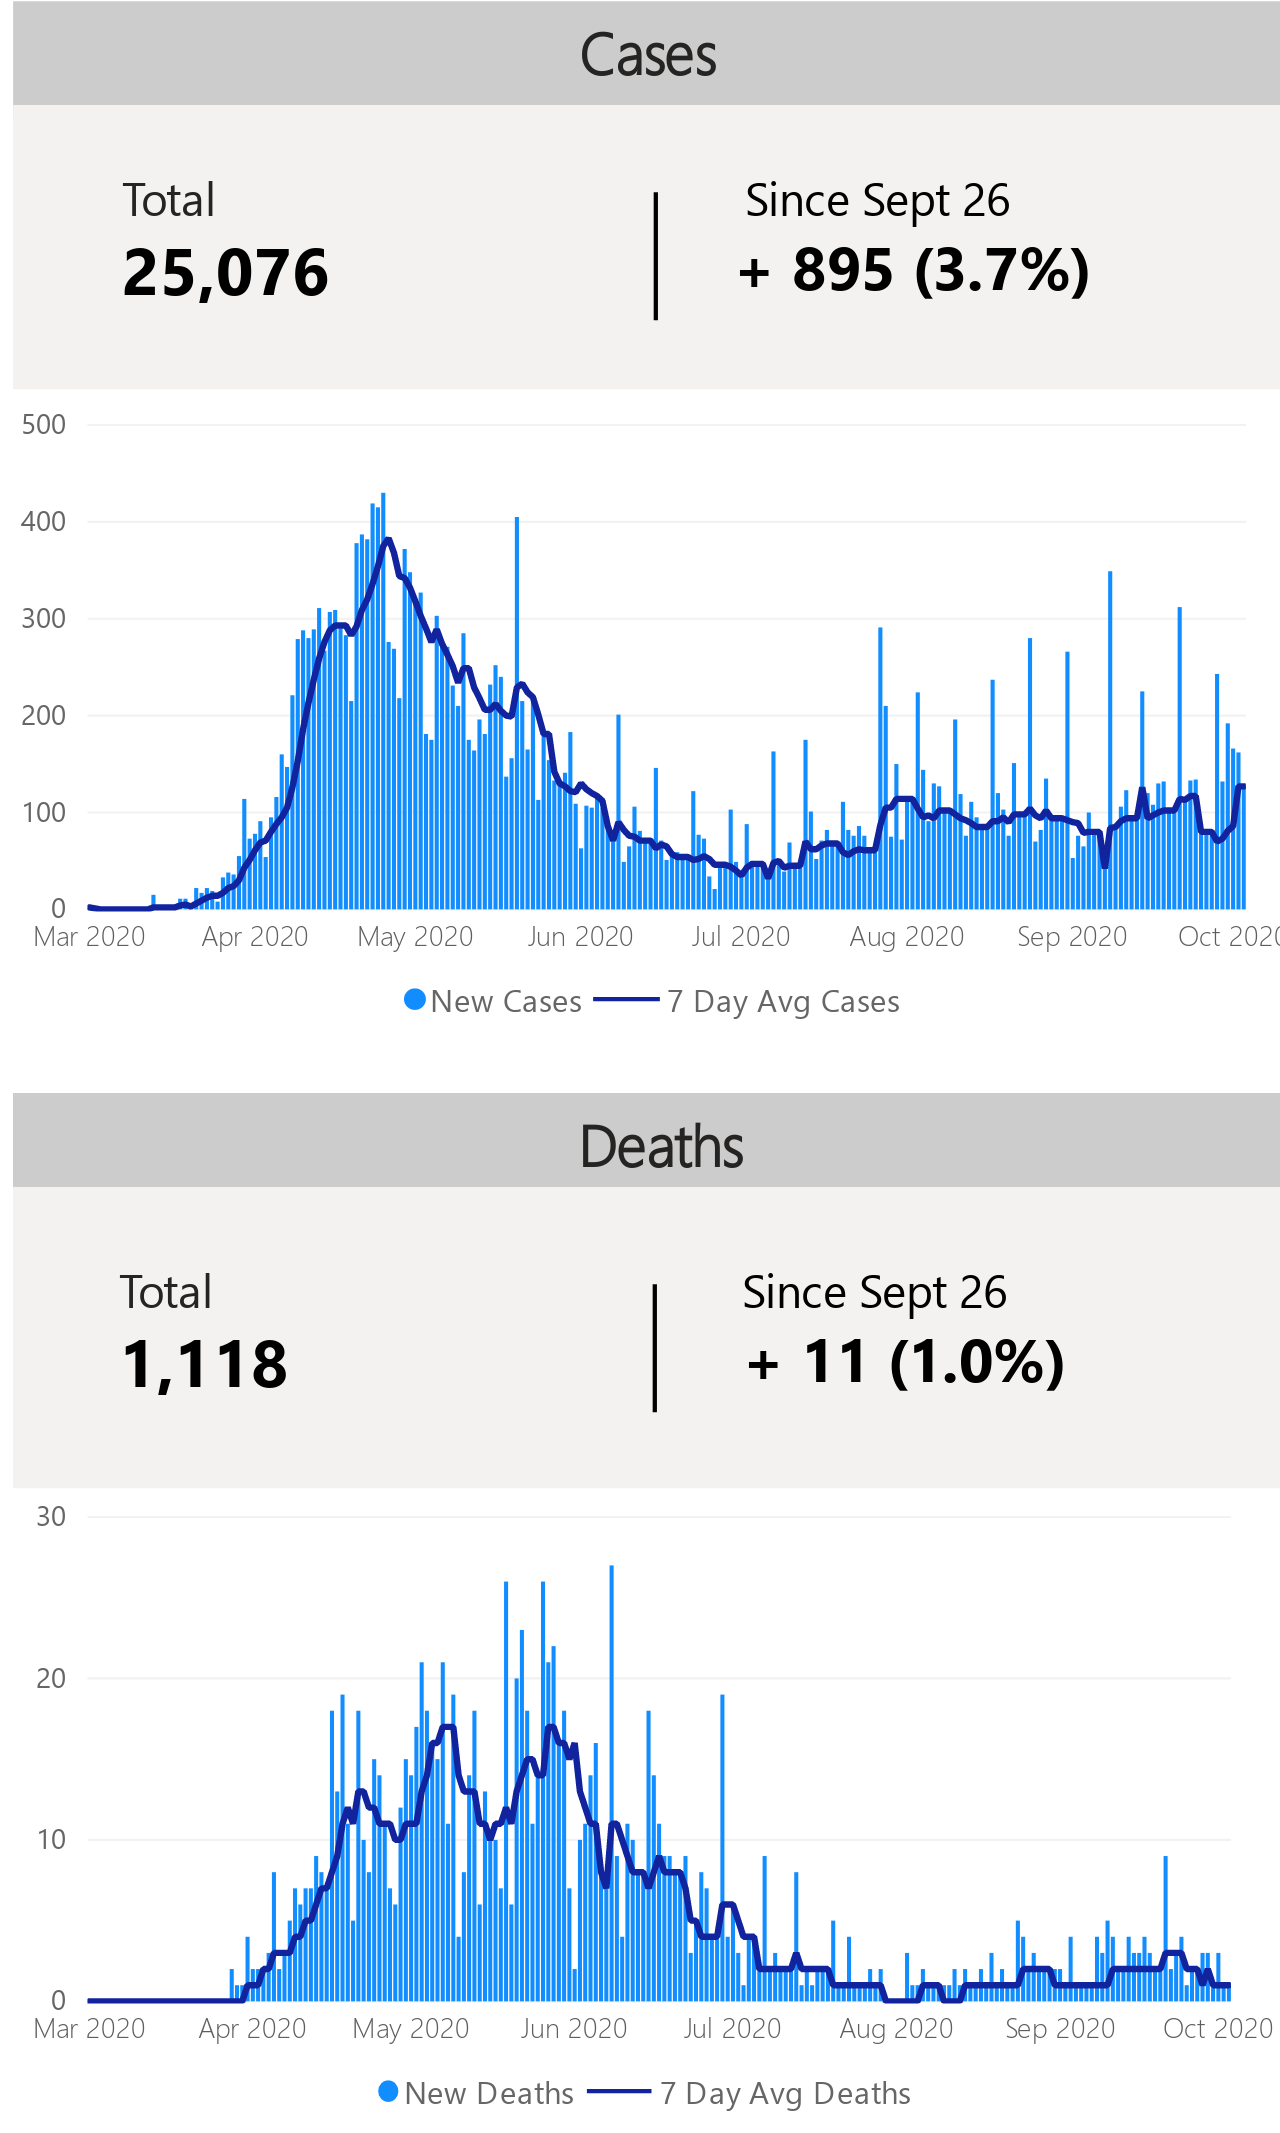 Cases
Total
Since Sept 26
25,076
+ 895 (3.7%)
500
400
300
200
100
0
Mar 2020 Apr 2020 May 2020 Jun 2020 Jul 2020 Aug 2020 Sep 2020 Oct 2020
New Cases 7 Day Avg Cases
Deaths
Total
Since Sept 26
1,118
+ 11 (1.0%)
30
20
10
0
Mar 2020 Apr 2020 May 2020 Jun 2020 Jul 2020 Aug 2020 Sep 2020 Oct 2020
New Deaths 7 Day Avg Deaths